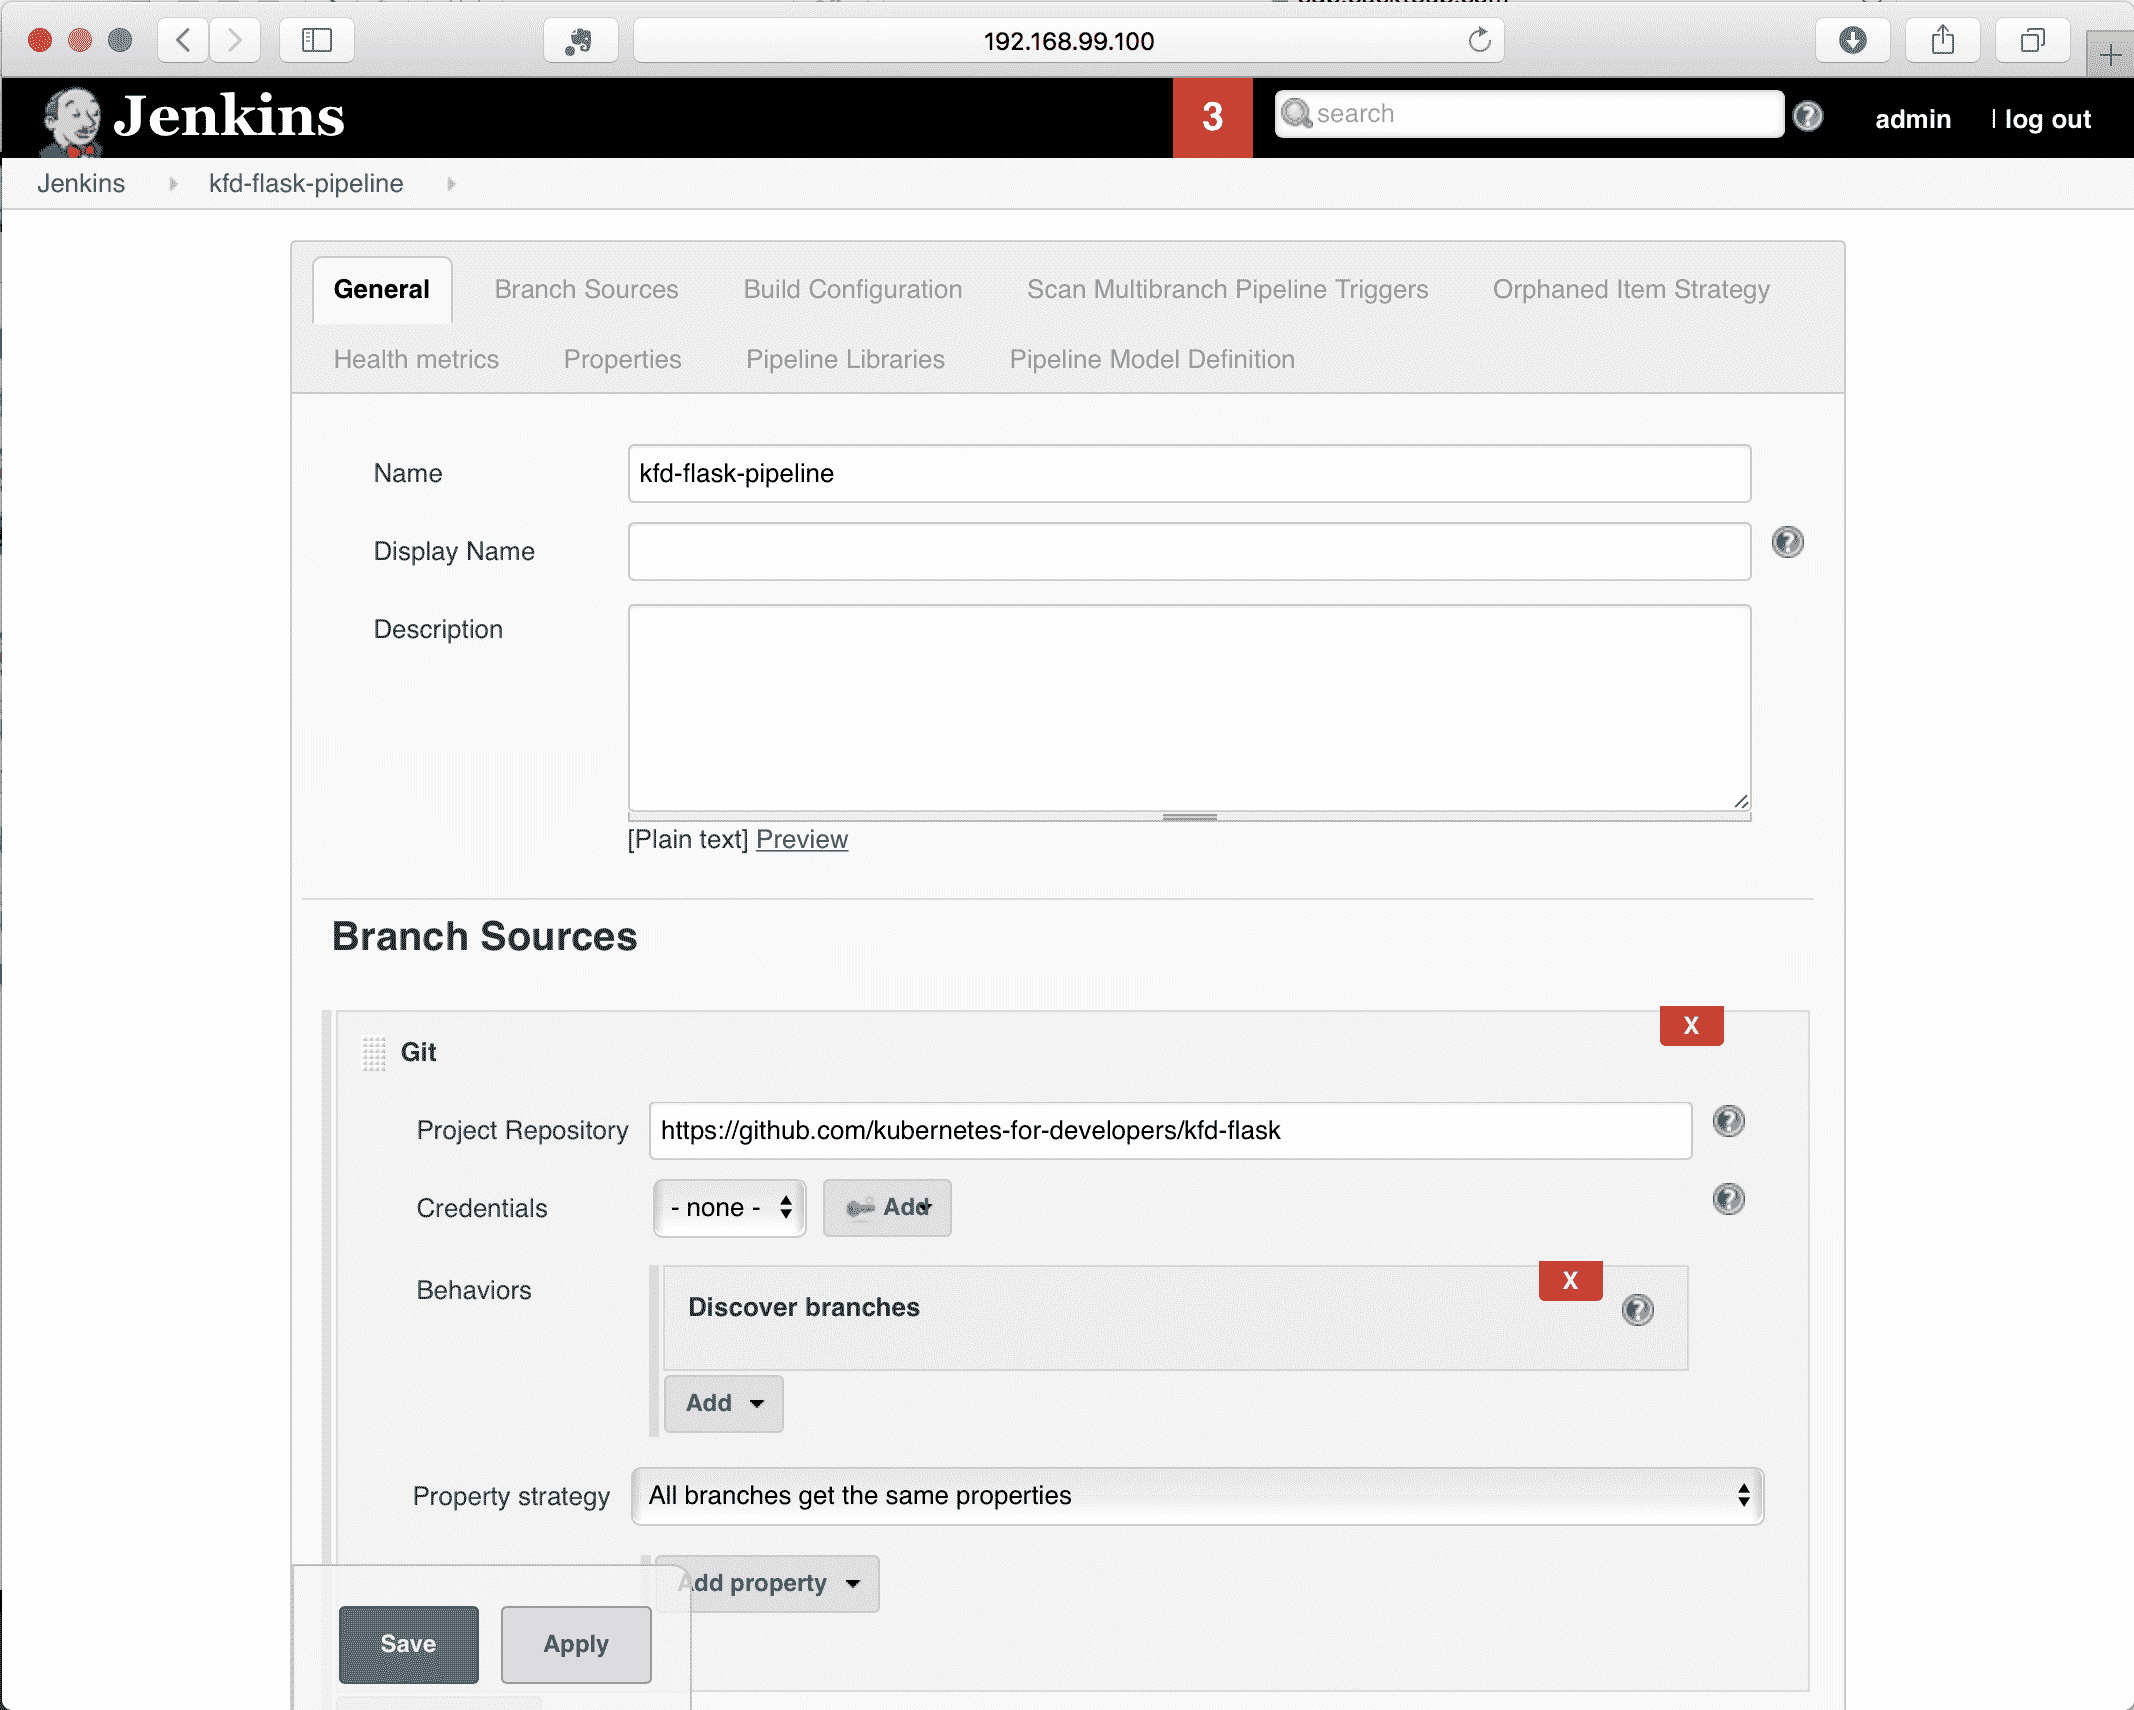 192.168.99.100
Jenkins
3
search
admin
| log out
Jenkins
kfd-flask-pipeline
General
Branch Sources
Build Configuration
Scan Multibranch Pipeline Triggers
Orphaned Item Strategy
Health metrics
Properties
Pipeline Libraries
Pipeline Model Definition
Name
kfd-flask-pipeline
Display Name
Description
[Plain text] Preview
Branch Sources
X
Git
Project Repository
https://github.com/kubernetes-for-developers/kfd-flask
Credentials
- none -
Add
Behaviors
X
Discover branches
Add
Property strategy
All branches get the same properties
Add property
Save
Apply